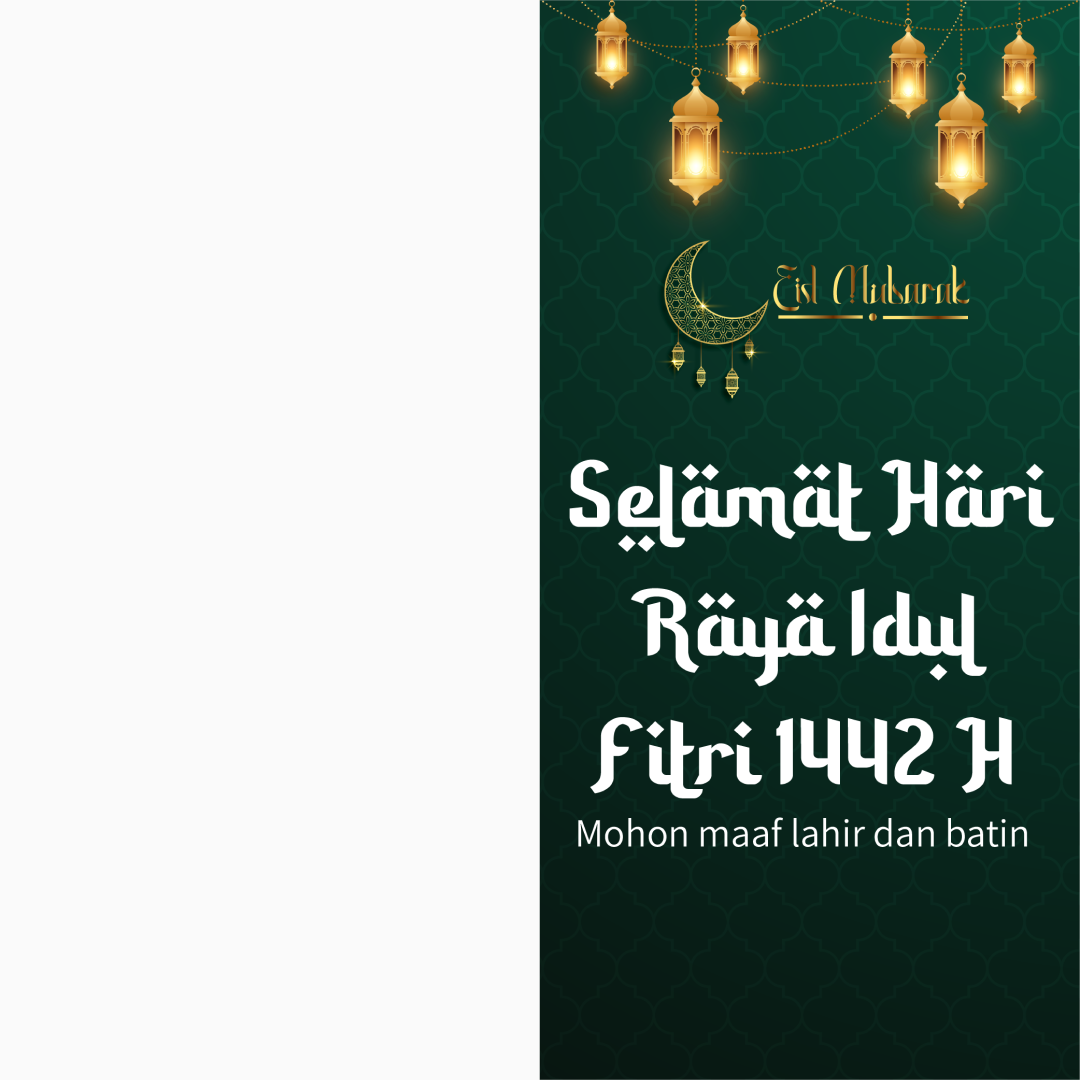 Eid Mubarak
Selamat Hari
Raya Idul
Fitri 1442 H
Mohon maaf lahir dan batin